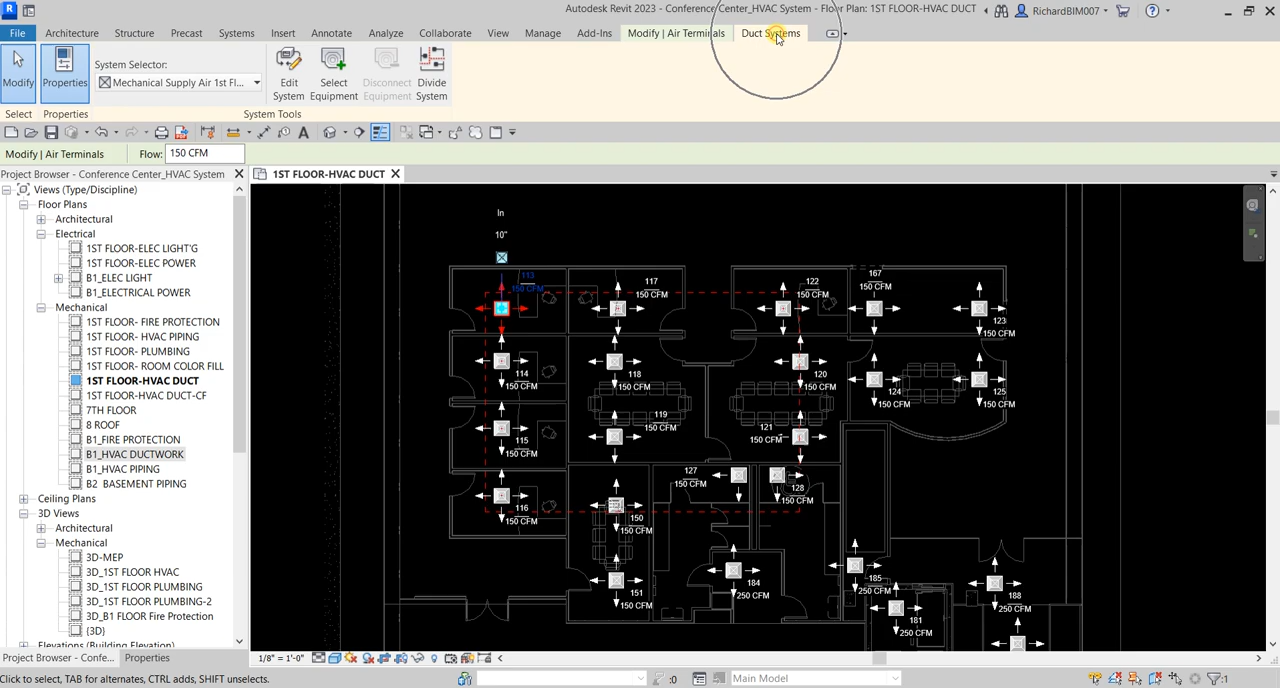 Autodesk Revit 2023 - Conference Center_HVAC System - Floor Plan: 1ST FLOOR-HVAC DUCT
RichardBIM007
File
Architecture
Structure
Precast
Systems
Insert
Annotate
Analyze
Collaborate
View
Manage
Add-Ins
Modify | Air Terminals
Duct Systems
System Selector:
Mechanical Supply Air 1st Fl...
Modify
Properties
Edit
System
Select
Equipment
Disconnect
Equipment
Divide
System
Select
Properties
System Tools
Modify | Air Terminals
Flow:
150 CFM
Project Browser - Conference Center_HVAC System
1ST FLOOR-HVAC DUCT
Views (Type/Discipline)
Floor Plans
Architectural
Electrical
1ST FLOOR-ELEC LIGHT'G
1ST FLOOR-ELEC POWER
B1_ELEC LIGHT
B1_ELECTRICAL POWER
Mechanical
1ST FLOOR- FIRE PROTECTION
1ST FLOOR- HVAC PIPING
1ST FLOOR- PLUMBING
1ST FLOOR- ROOM COLOR FILL
1ST FLOOR-HVAC DUCT
1ST FLOOR-HVAC DUCT-CF
7TH FLOOR
8 ROOF
B1_FIRE PROTECTION
B1_HVAC DUCTWORK
B1_HVAC PIPING
B2 BASEMENT PIPING
Ceiling Plans
3D Views
Architectural
Mechanical
3D-MEP
3D_1ST FLOOR HVAC
3D_1ST FLOOR PLUMBING
3D_1ST FLOOR PLUMBING-2
3D_B1 FLOOR Fire Protection
{3D}
Elevations (Building Elevation)
Project Browser - Confe...
Properties
In
10"
113
150 CFM
117
150 CFM
122
150 CFM
167
150 CFM
123
150 CFM
114
150 CFM
118
150 CFM
120
150 CFM
124
150 CFM
125
150 CFM
115
150 CFM
119
150 CFM
121
150 CFM
116
150 CFM
127
150 CFM
128
150 CFM
150
150 CFM
151
150 CFM
184
250 CFM
185
250 CFM
181
250 CFM
188
250 CFM
1/8" = 1'-0"
Click to select, TAB for alternates, CTRL adds, SHIFT unselects.
:0
Main Model
:1